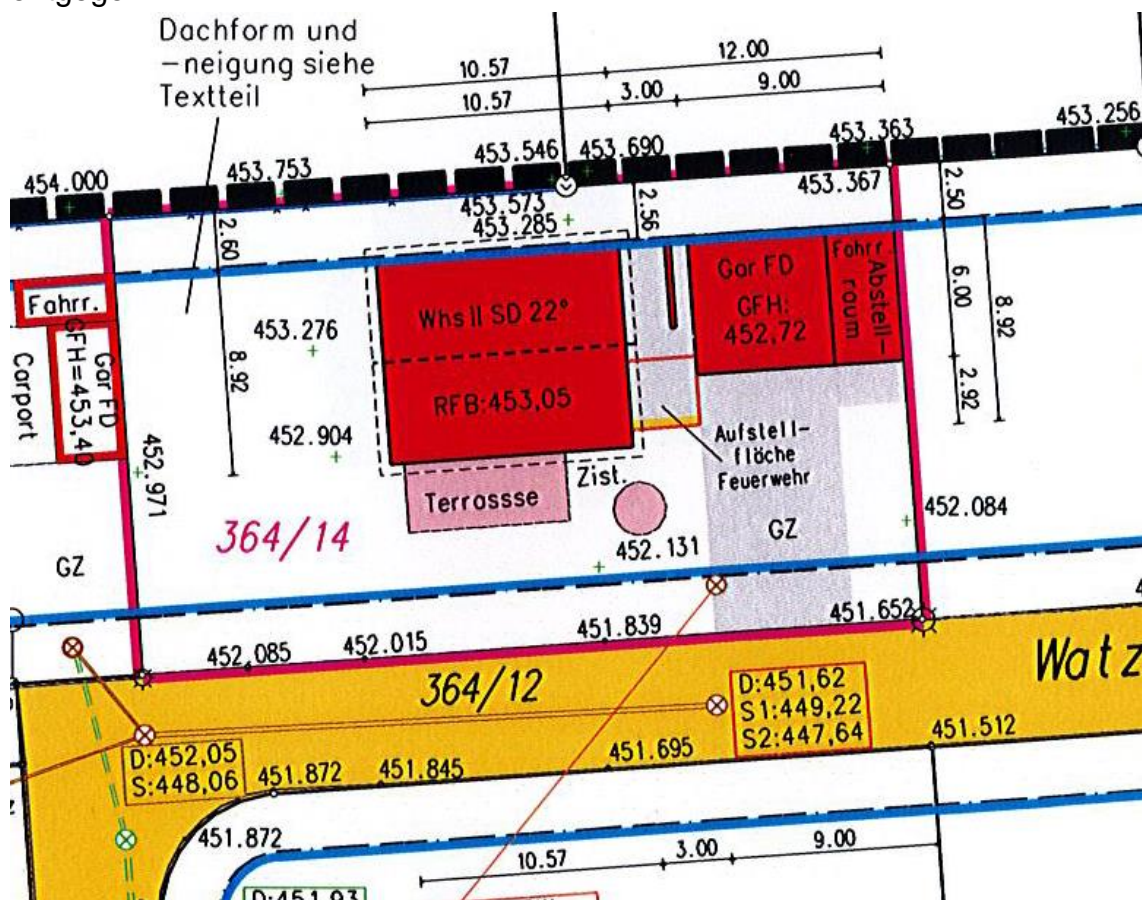 Dachform und
-neigung siehe
Textteil
10.57
12.00
10.57
3.00
9.00
454.000
453.753
453.546
453.690
453.363
453.256
453.573
453.285
453.367
2.60
2.56
2.50
Fahrr.
Gar FD
GFH=453,40
Carport
453.276
8.92
452.904
452.971
Whs II SD 22°
RFB:453,05
Gar FD
GFH:
452,72
Fahrr.
Abstell-
raum
6.00
8.92
2.92
Aufstell-
fläche
Feuerwehr
Terrassse
Zist.
364/14
GZ
GZ
452.131
452.084
452.085
452.015
451.839
451.652
364/12
Watz
D:451,62
S1:449,22
S2:447,64
D:452,05
S:448,06
451.872
451.845
451.695
451.512
451.872
10.57
3.00
9.00
D:451,93